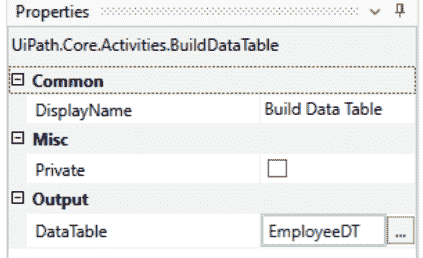 Properties
UiPath.Core.Activities.BuildDataTable
Common
DisplayName Build Data Table
Misc
Private
Output
DataTable EmployeeDT ...